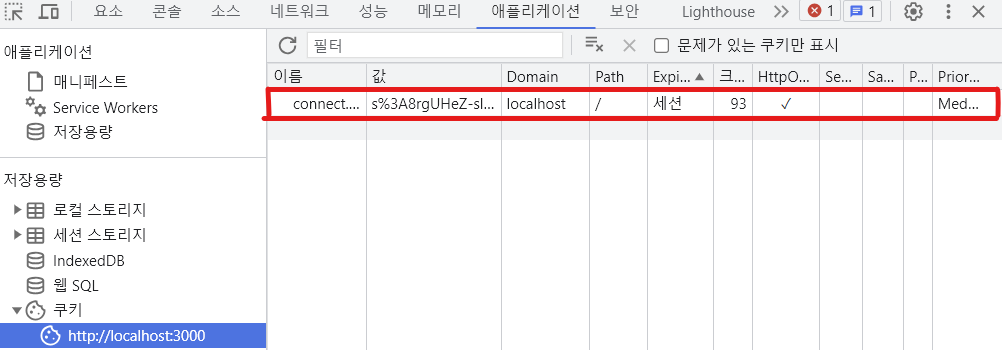 요소 콘솔 소스 네트워크 성능 메모리 애플리케이션 보안 Lighthouse >> 1 1
애플리케이션
매니페스트
Service Workers
저장용량
저장용량
로컬 스토리지
세션 스토리지
IndexedDB
웹 SQL
쿠키
http://localhost:3000
필터 문제가 있는 쿠키만 표시
이름 값 Domain Path Expi... 크... HttpO... Se... Sa... P... Prior...
connect.... s%3A8rgUHeZ-sl... localhost / 세션 93 ✓ Med...